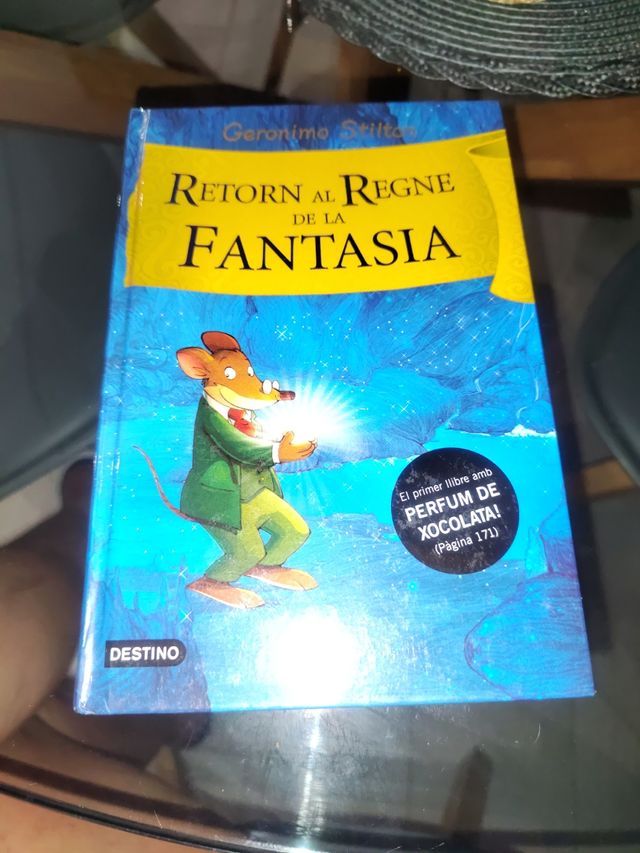 Geronimo Stilton
RETORN AL REGNE
DE LA
FANTASIA
El primer llibre amb
PERFUM DE
XOCOLATA!
(Pàgina 171)
DESTINO